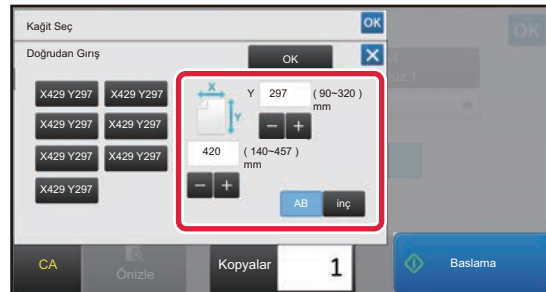 Kağıt Seç
OK
OK
Doğrudan Giriş
OK
X429 Y297
X429 Y297
X429 Y297
X429 Y297
X429 Y297
X429 Y297
X429 Y297
X
Y
Y 297 ( 90~320 )
mm
420 ( 140~457 )
mm
AB
inç
CA
Önizle
Kopyalar
1
Baslama